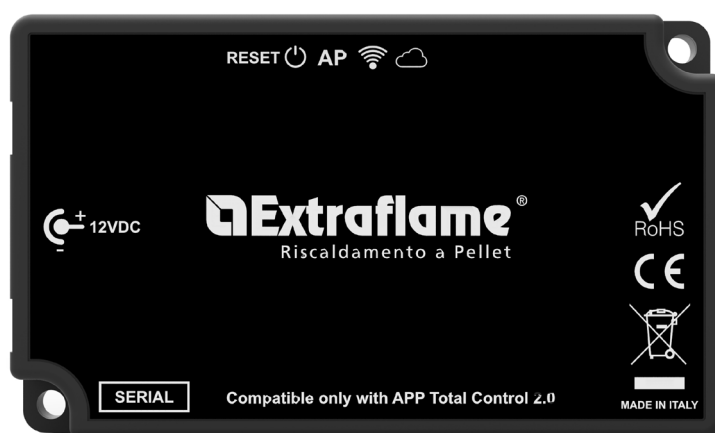 RESET AP
12VDC
Extraflame®
Riscaldamento a Pellet
RoHS
CE
SERIAL
Compatible only with APP Total Control 2.0
MADE IN ITALY